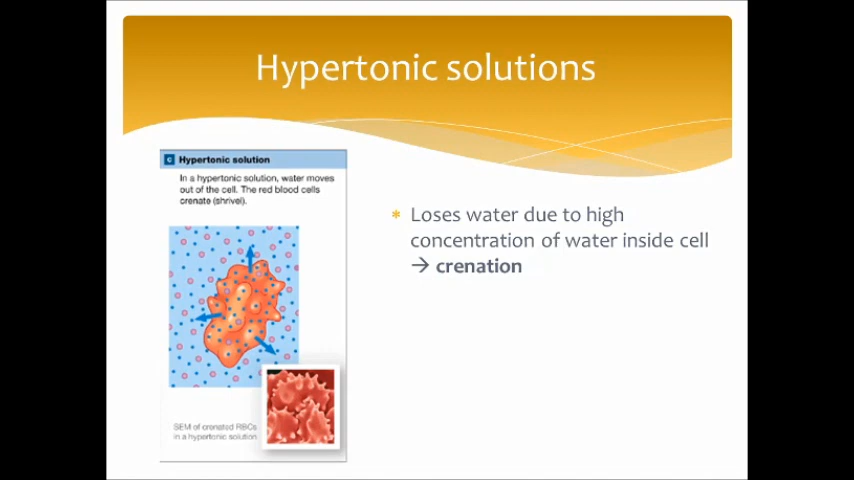 Hypertonic solutions
c Hypertonic solution
In a hypertonic solution, water moves
out of the cell. The red blood cells
crenate (shrivel).
SEM of crenated RBCs
in a hypertonic solution
* Loses water due to high
concentration of water inside cell
→ crenation